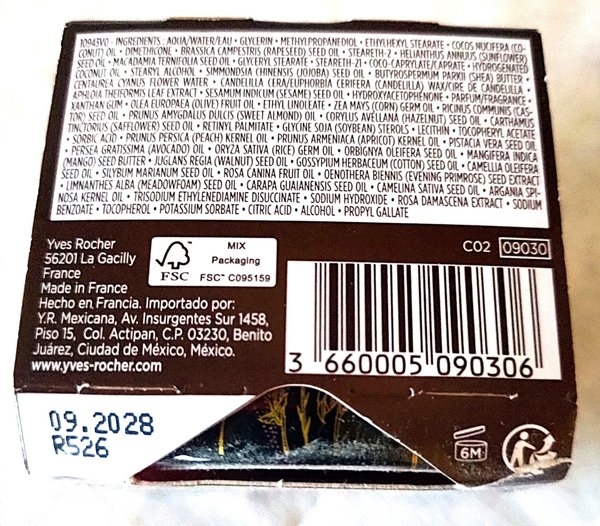 10943V0 - INGREDIENTS : AQUA/WATER/EAU • GLYCERIN • METHYLPROPANEDIOL • ETHYLHEXYL STEARATE • COCOS NUCIFERA (CO-
CONUT) OIL • DIMETHICONE • BRASSICA CAMPESTRIS (RAPESEED) SEED OIL • STEARETH-2 • HELIANTHUS ANNUUS (SUNFLOWER)
SEED OIL • MACADAMIA TERNIFOLIA SEED OIL • GLYCERYL STEARATE • STEARETH-21 • COCO-CAPRYLATE/CAPRATE • HYDROGENATED
COCONUT OIL • STEARYL ALCOHOL • SIMMONDSIA CHINENSIS (JOJOBA) SEED OIL • BUTYROSPERMUM PARKII (SHEA) BUTTER •
CENTAUREA CYANUS FLOWER WATER • CANDELILLA CERA/EUPHORBIA CERIFERA (CANDELILLA) WAX/CIRE DE CANDELILLA •
APHLOIA THEIFORMIS LEAF EXTRACT • SESAMUM INDICUM (SESAME) SEED OIL • HYDROXYACETOPHENONE • PARFUM/FRAGRANCE •
XANTHAN GUM • OLEA EUROPAEA (OLIVE) FRUIT OIL • ETHYL LINOLEATE • ZEA MAYS (CORN) GERM OIL • RICINUS COMMUNIS (CAS-
TOR) SEED OIL • PRUNUS AMYGDALUS DULCIS (SWEET ALMOND) OIL • CORYLUS AVELLANA (HAZELNUT) SEED OIL • CARTHAMUS
TINCTORIUS (SAFFLOWER) SEED OIL • RETINYL PALMITATE • GLYCINE SOJA (SOYBEAN) STEROLS • LECITHIN • TOCOPHERYL ACETATE
• SORBIC ACID • PRUNUS PERSICA (PEACH) KERNEL OIL • PRUNUS ARMENIACA (APRICOT) KERNEL OIL • PISTACIA VERA SEED OIL
• PERSEA GRATISSIMA (AVOCADO) OIL • ORYZA SATIVA (RICE) GERM OIL • ORBIGNYA OLEIFERA SEED OIL • MANGIFERA INDICA
(MANGO) SEED BUTTER • JUGLANS REGIA (WALNUT) SEED OIL • GOSSYPIUM HERBACEUM (COTTON) SEED OIL • CAMELLIA OLEIFERA
SEED OIL • SILYBUM MARIANUM SEED OIL • ROSA CANINA FRUIT OIL • OENOTHERA BIENNIS (EVENING PRIMROSE) SEED EXTRACT
• LIMNANTHES ALBA (MEADOWFOAM) SEED OIL • CARAPA GUAIANENSIS SEED OIL • CAMELINA SATIVA SEED OIL • ARGANIA SPI-
NOSA KERNEL OIL • TRISODIUM ETHYLENEDIAMINE DISUCCINATE • SODIUM HYDROXIDE • ROSA DAMASCENA EXTRACT • SODIUM
BENZOATE • TOCOPHEROL • POTASSIUM SORBATE • CITRIC ACID • ALCOHOL • PROPYL GALLATE
Yves Rocher
56201 La Gacilly
France
Made in France
Hecho en Francia. Importado por:
Y.R. Mexicana, Av. Insurgentes Sur 1458,
Piso 15, Col. Actipan, C.P. 03230, Benito
Juárez, Ciudad de México, México.
www.yves-rocher.com
FSC
MIX
Packaging
FSC™ C095159
C02 09030
3 660005 090306
09.2028
R526
6M